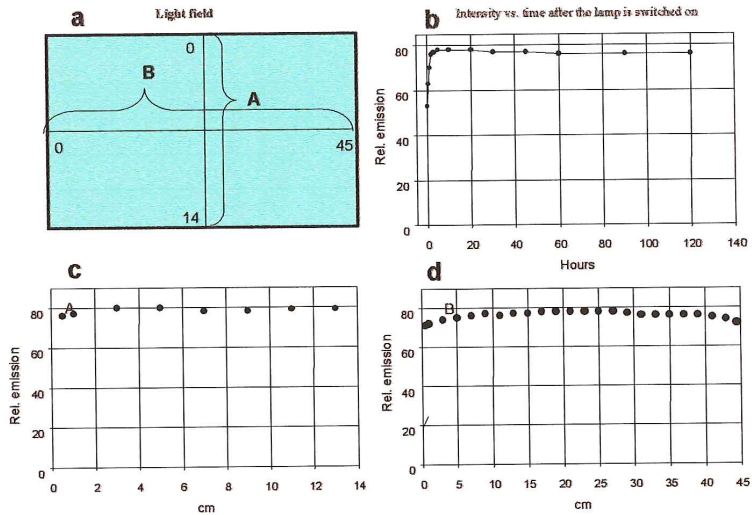 Light field
a
0
B
A
0
45
14
Intensity vs. time after the lamp is switched on
b
80
60
40
20
0
Rel. emission
0 20 40 60 80 100 120 140
Hours
c
A
80
60
40
20
0
Rel. emission
0 2 4 6 8 10 12 14
cm
d
B
80
60
40
20
0
Rel. emission
0 5 10 15 20 25 30 35 40 45
cm